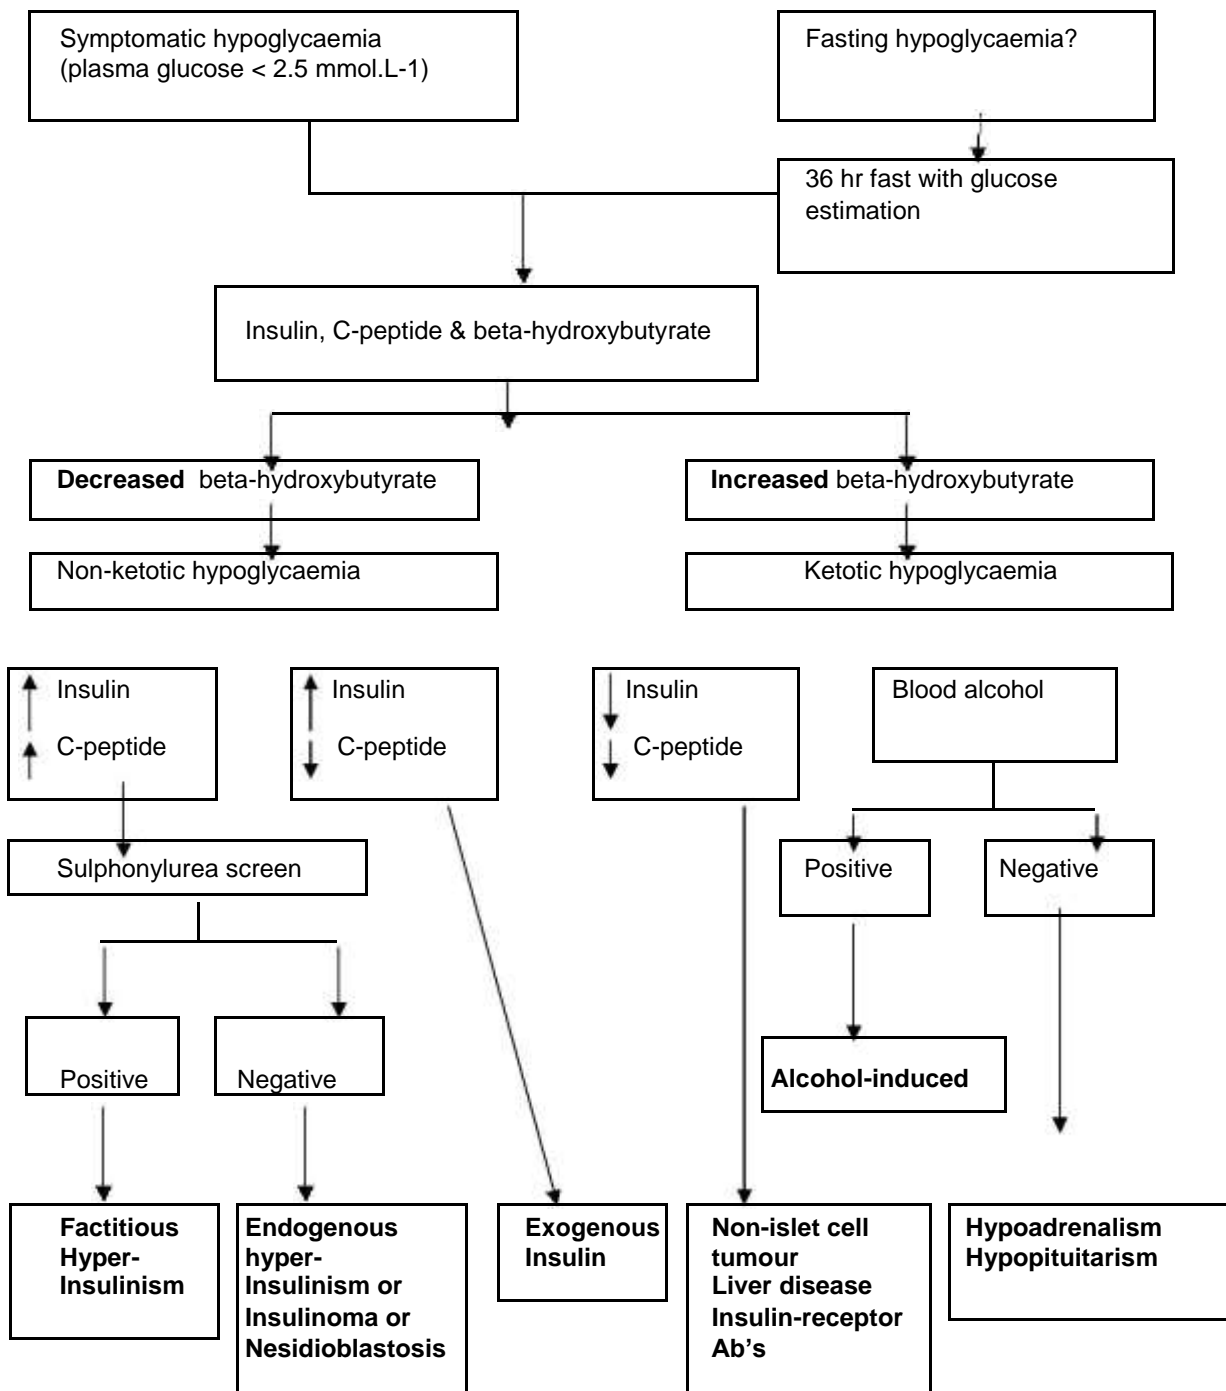 Symptomatic hypoglycaemia
(plasma glucose < 2.5 mmol.L-1)
Fasting hypoglycaemia?
36 hr fast with glucose
estimation
Insulin, C-peptide & beta-hydroxybutyrate
Decreased beta-hydroxybutyrate
Increased beta-hydroxybutyrate
Non-ketotic hypoglycaemia
Ketotic hypoglycaemia
Insulin
C-peptide
Insulin
C-peptide
Insulin
C-peptide
Blood alcohol
Sulphonylurea screen
Positive
Negative
Positive
Negative
Alcohol-induced
Factitious
Hyper-
Insulinism
Endogenous
hyper-
Insulinism or
Insulinoma or
Nesidioblastosis
Exogenous
Insulin
Non-islet cell
tumour
Liver disease
Insulin-receptor
Ab's
Hypoadrenalism
Hypopituitarism